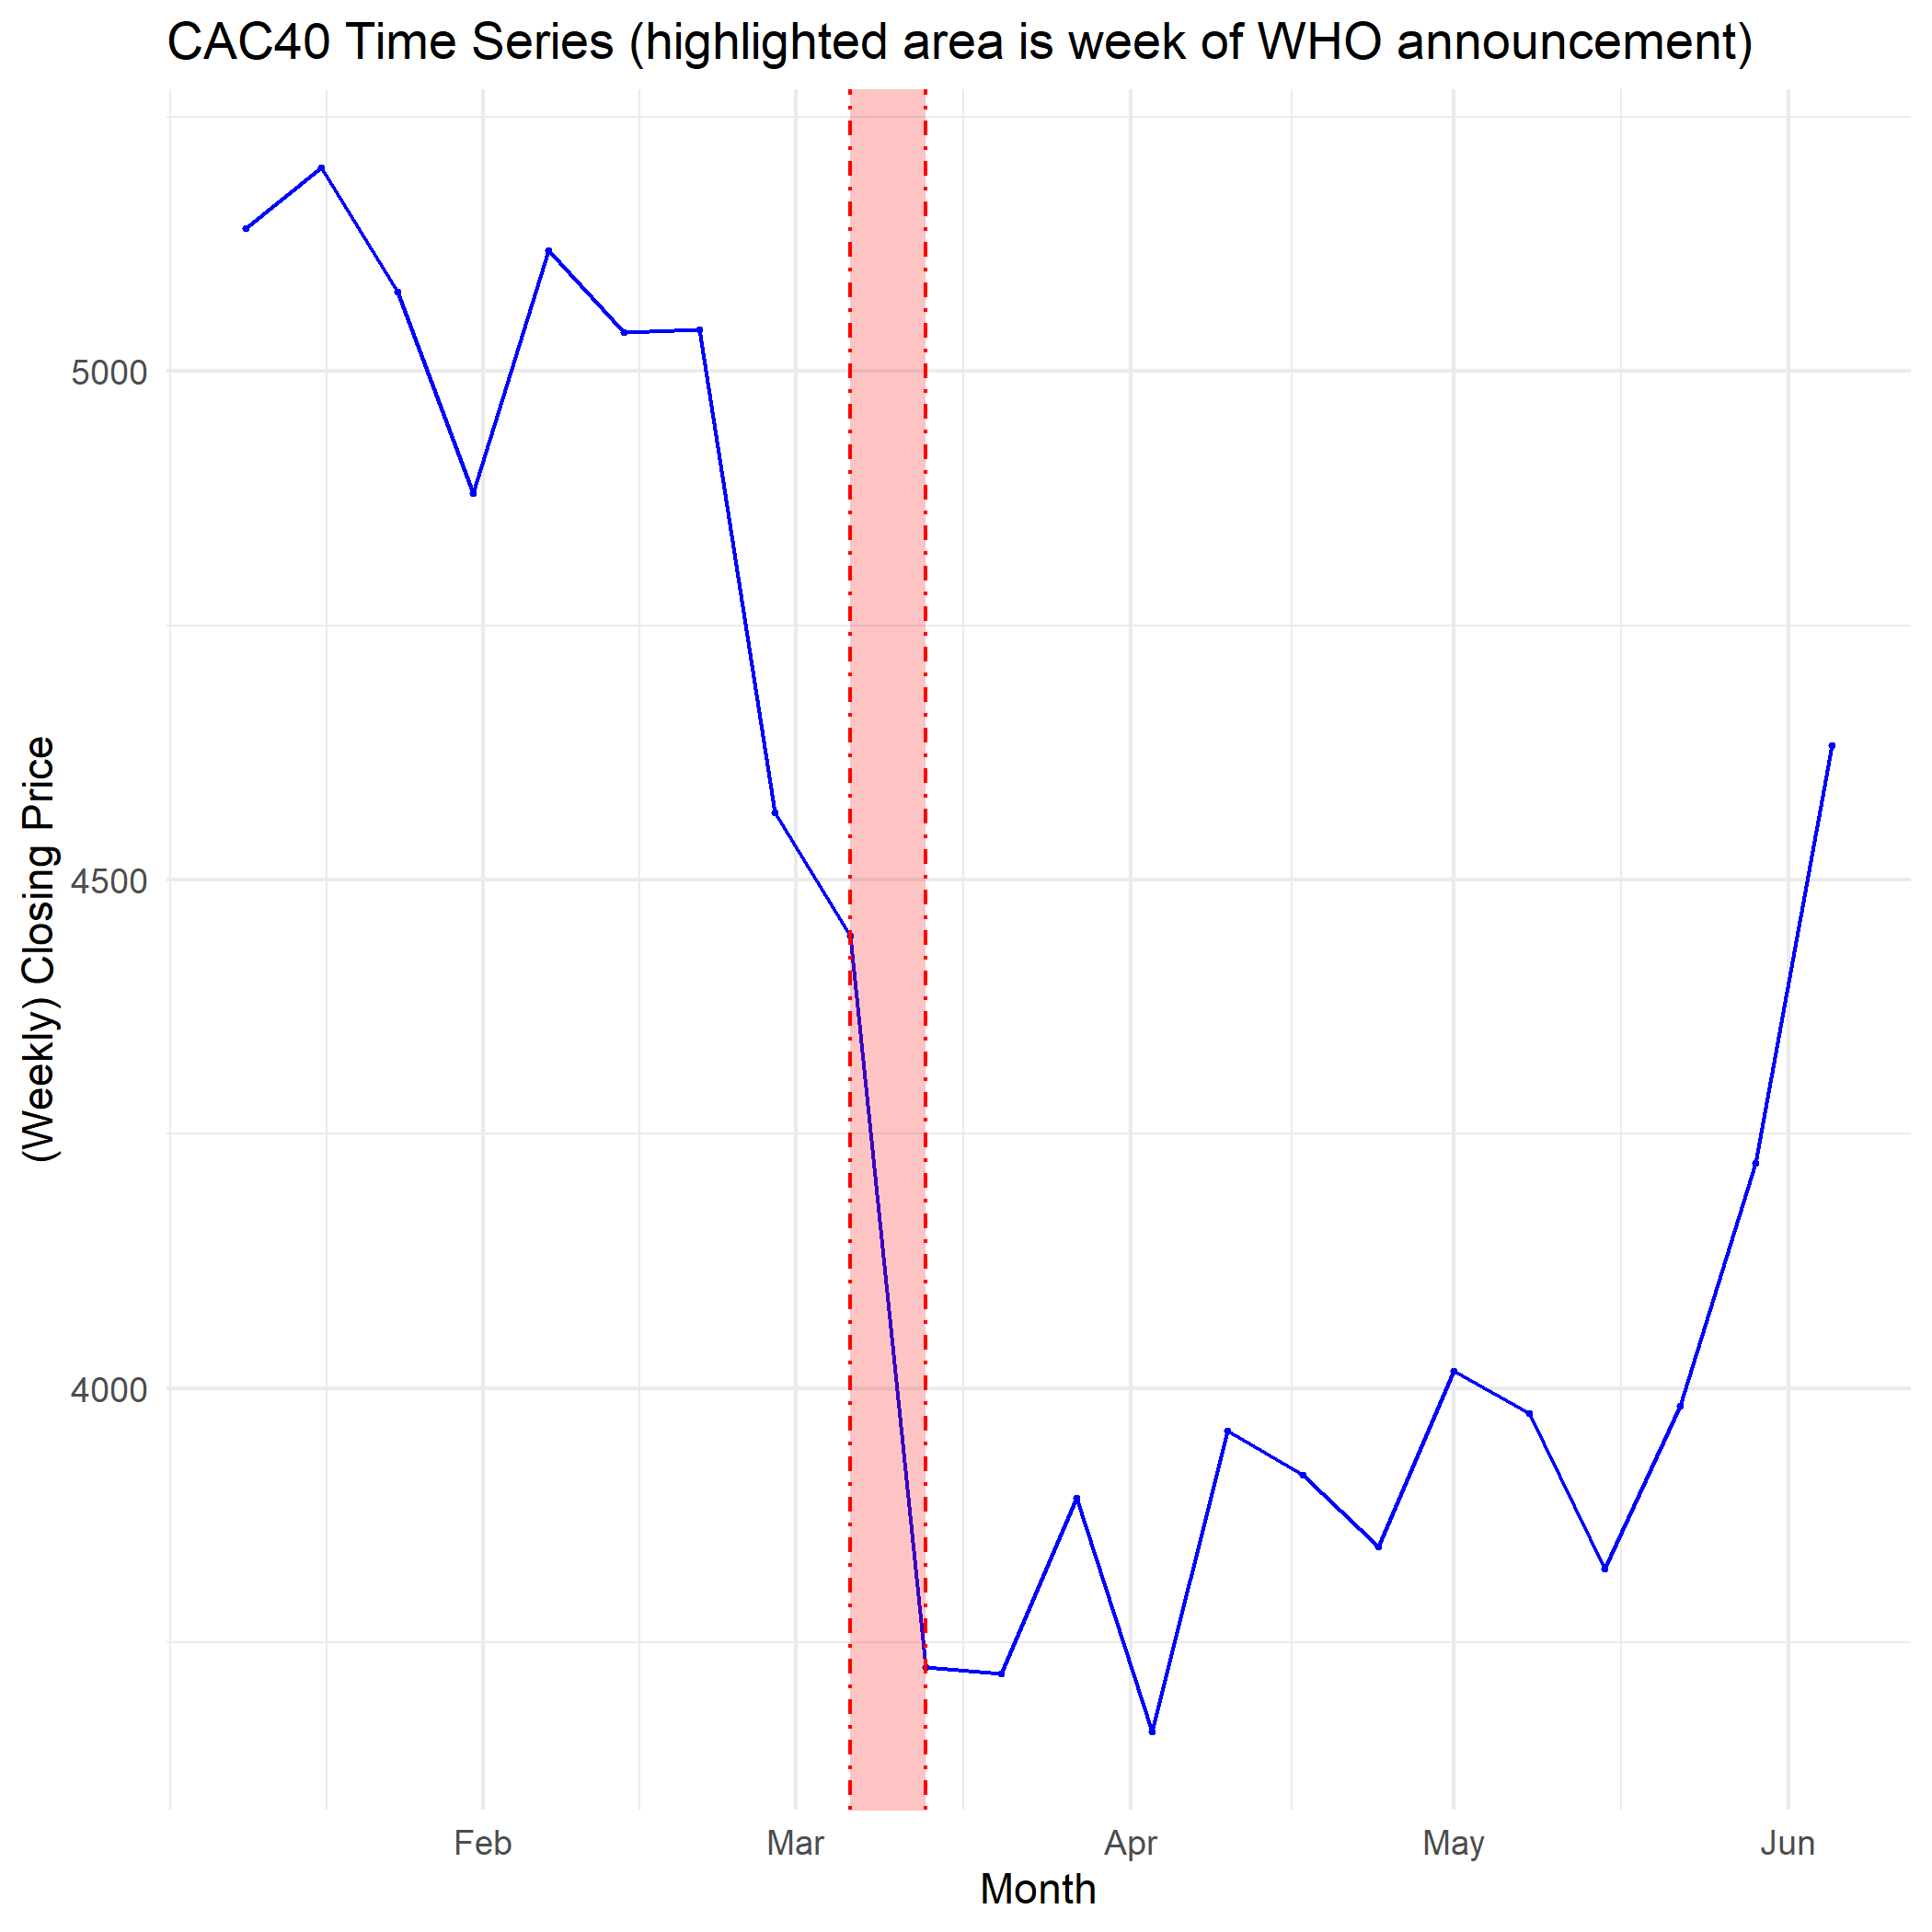 CAC40 Time Series (highlighted area is week of WHO announcement)
(Weekly) Closing Price
5000
4500
4000
Feb
Mar
Apr
May
Jun
Month